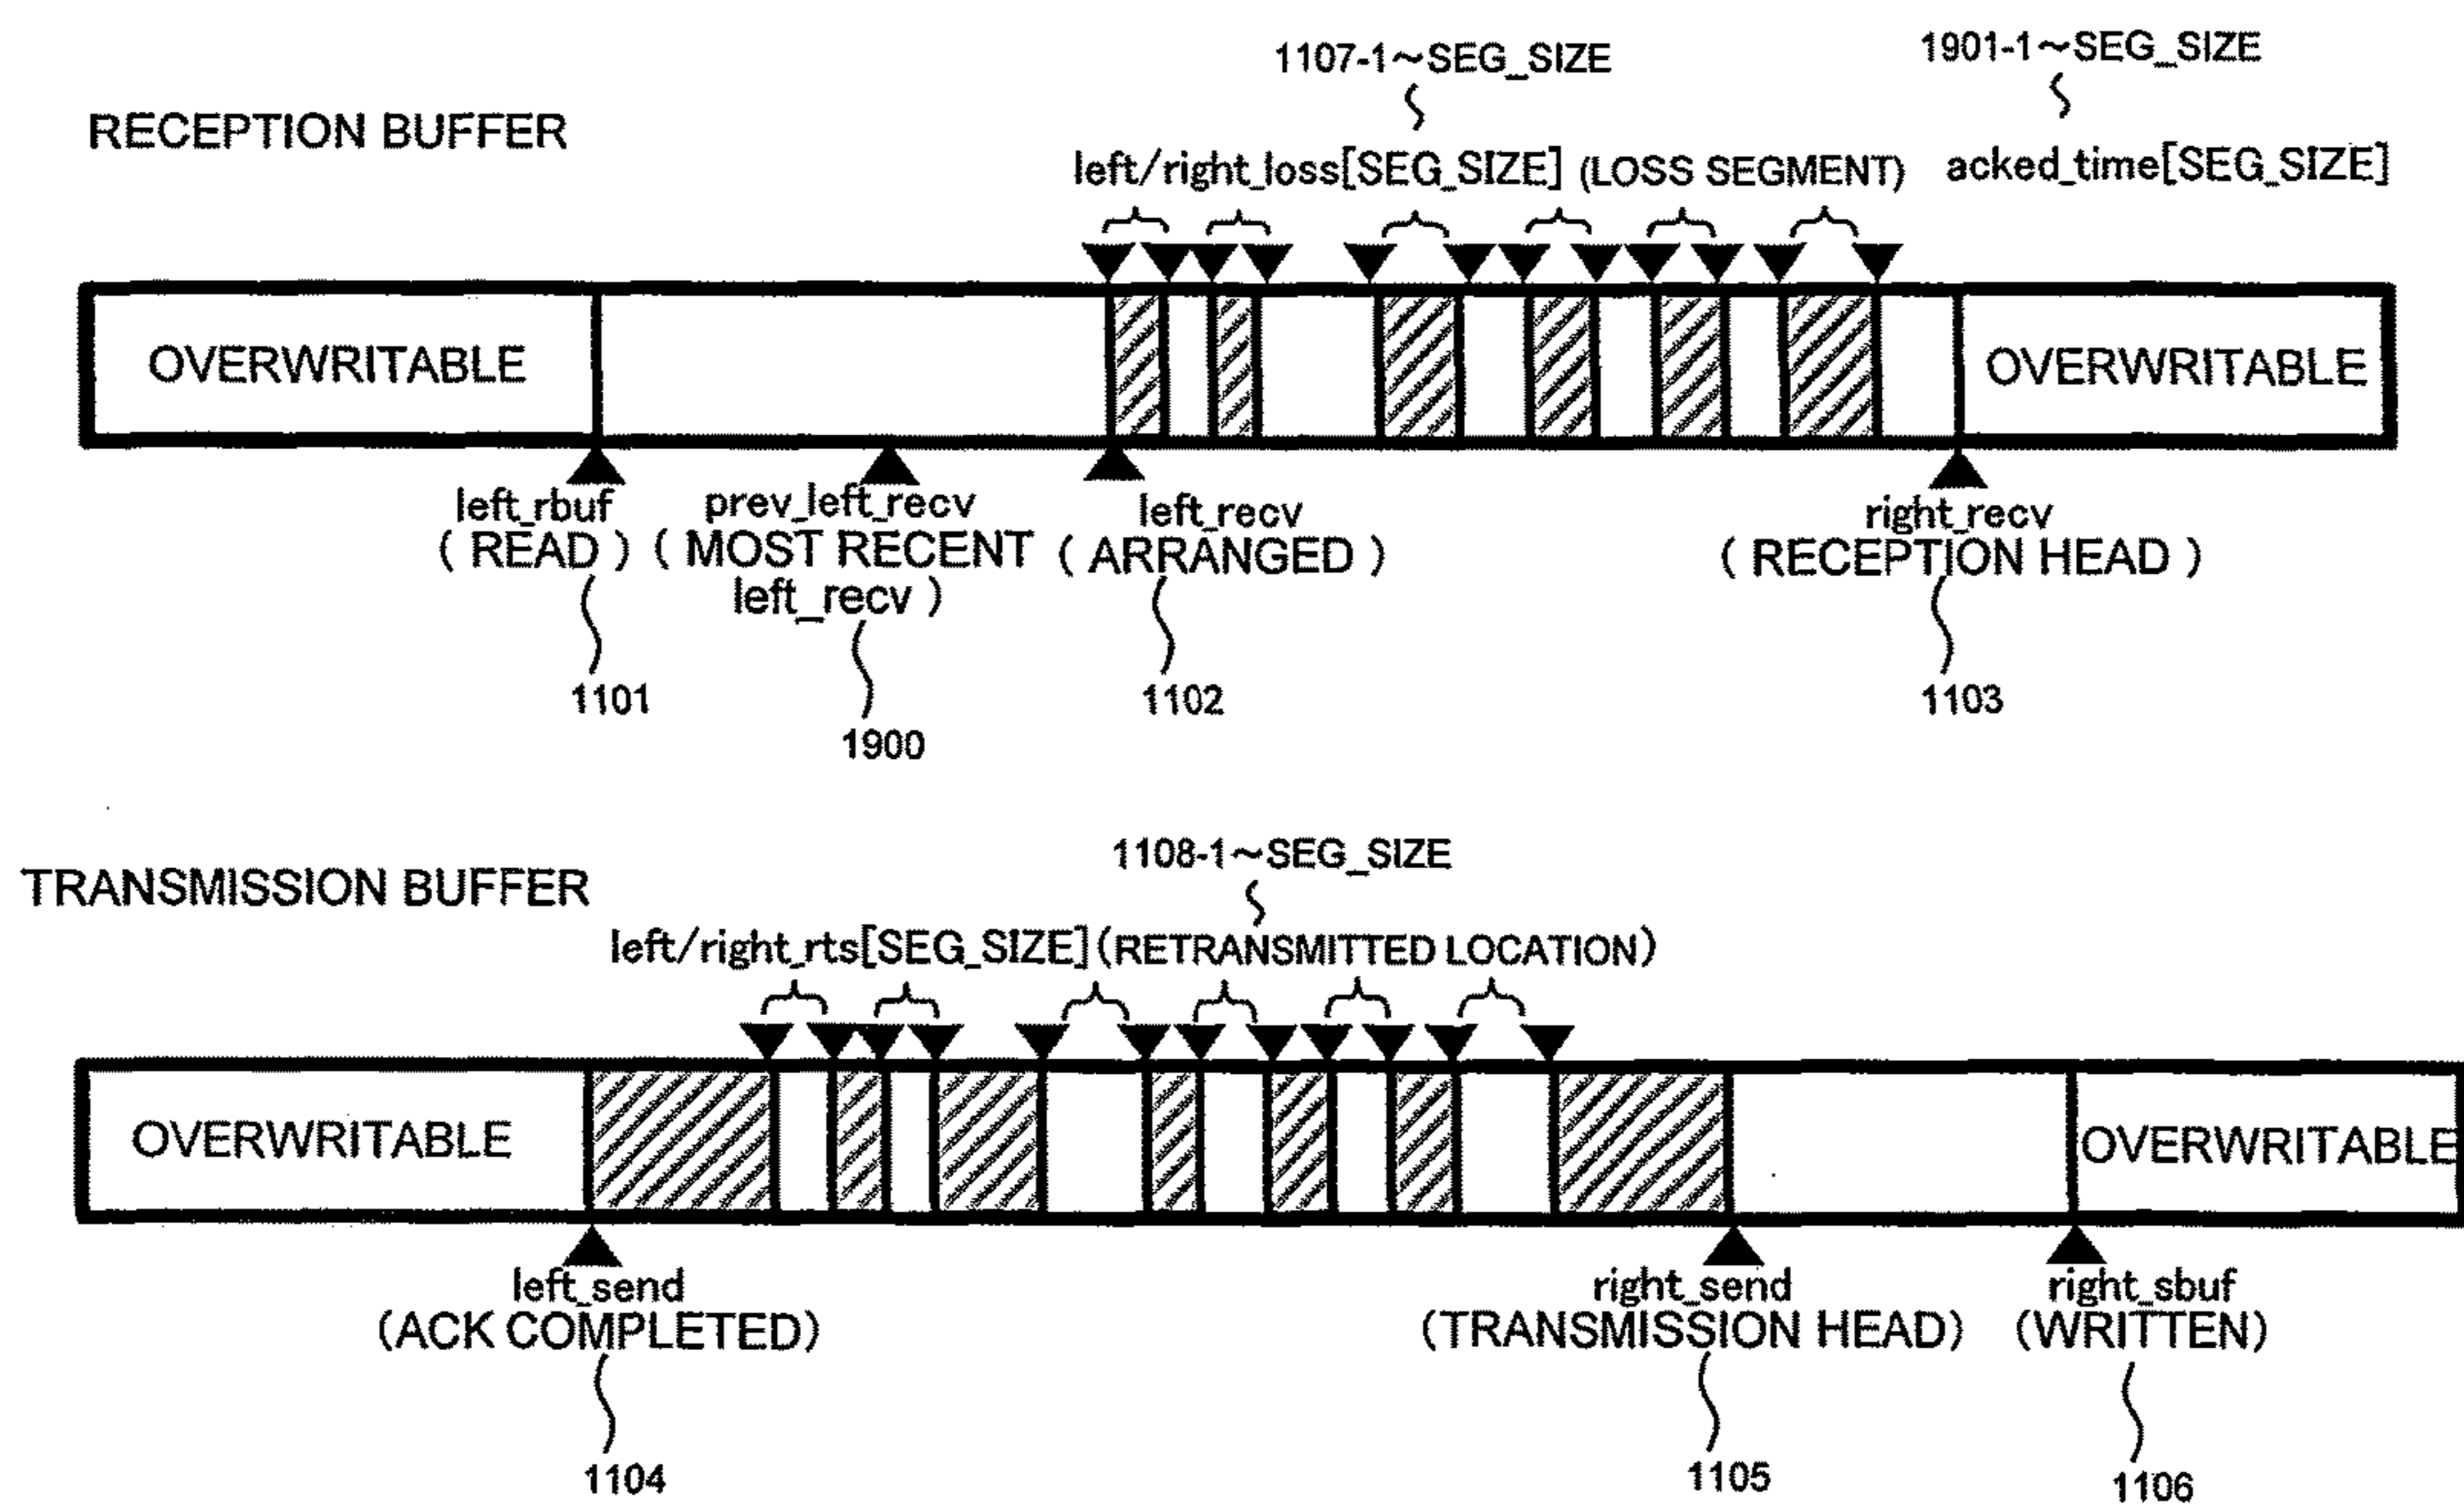 1107-1～SEG_SIZE
1901-1～SEG_SIZE
RECEPTION BUFFER
left/right_loss[SEG_SIZE] (LOSS SEGMENT)
acked_time[SEG_SIZE]
OVERWRITABLE
OVERWRITABLE
left_rbuf
( READ )
prev_left_recv
( MOST RECENT
left_recv )
left_recv
( ARRANGED )
right_recv
( RECEPTION HEAD )
1101
1900
1102
1103
1108-1～SEG_SIZE
TRANSMISSION BUFFER
left/right_rts[SEG_SIZE](RETRANSMITTED LOCATION)
OVERWRITABLE
OVERWRITABLE
left_send
(ACK COMPLETED)
right_send
(TRANSMISSION HEAD)
right_sbuf
(WRITTEN)
1104
1105
1106